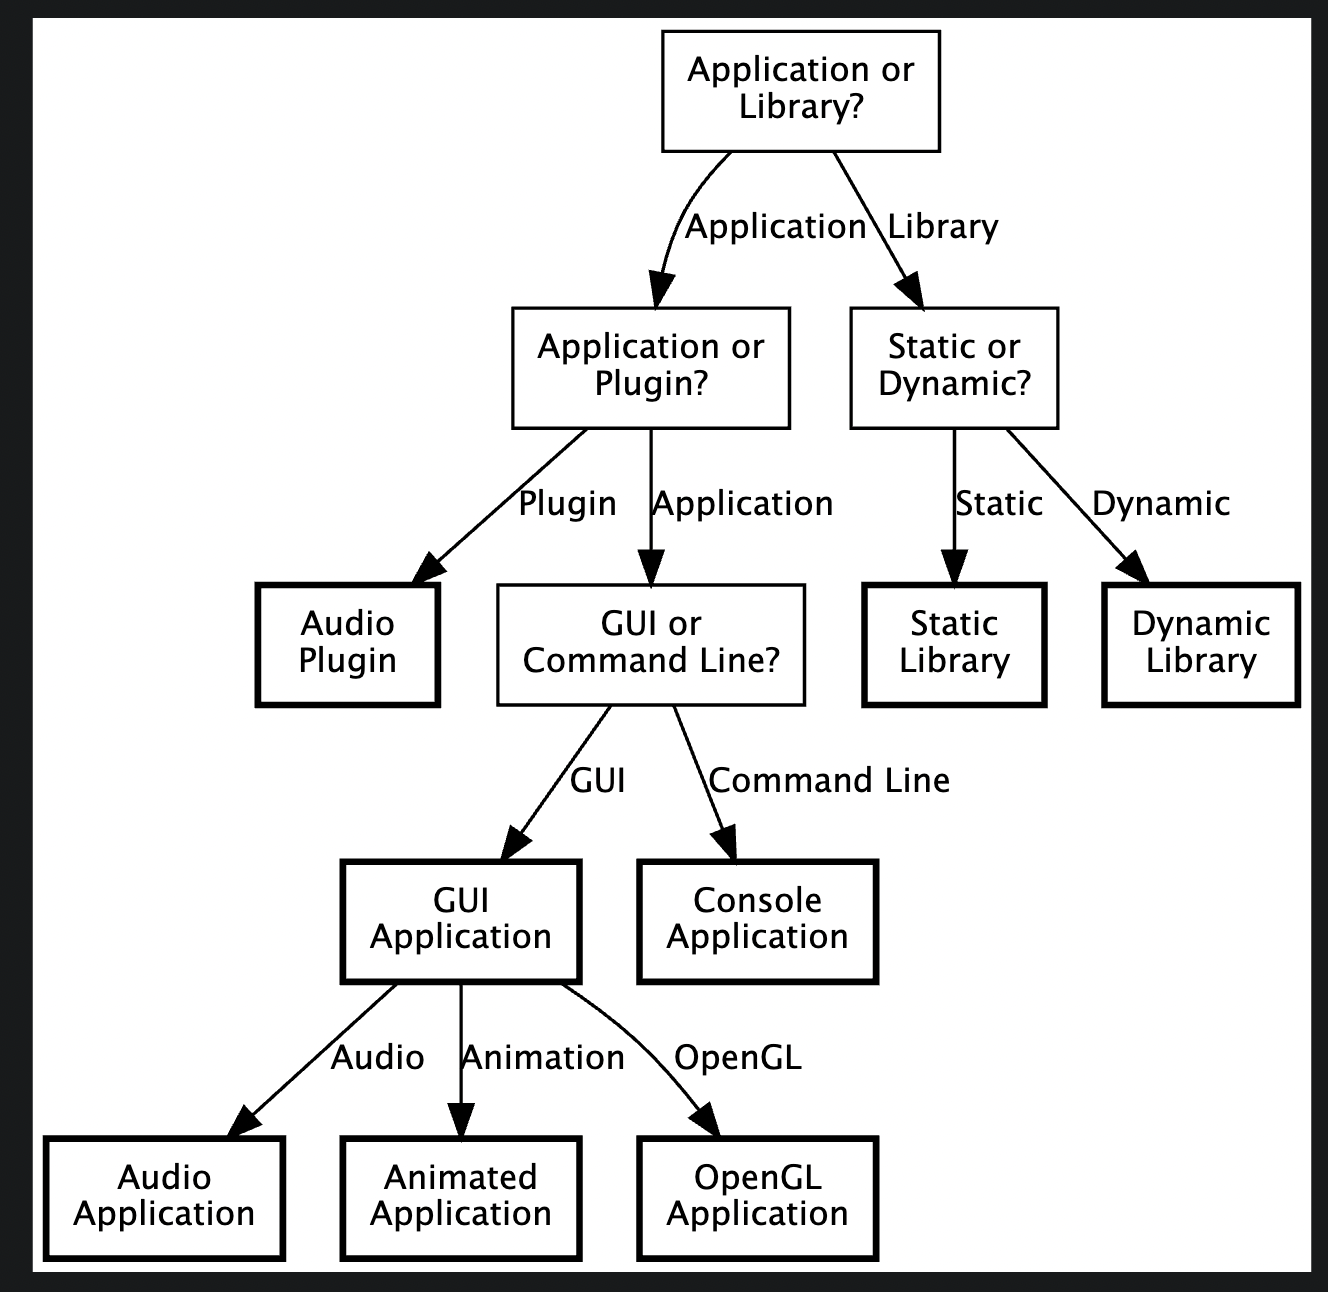 Application or
Library?
Application
Library
Application or
Plugin?
Static or
Dynamic?
Plugin
Application
Static
Dynamic
Audio
Plugin
GUI or
Command Line?
Static
Library
Dynamic
Library
GUI
Command Line
GUI
Application
Console
Application
Audio
Animation
OpenGL
Audio
Application
Animated
Application
OpenGL
Application